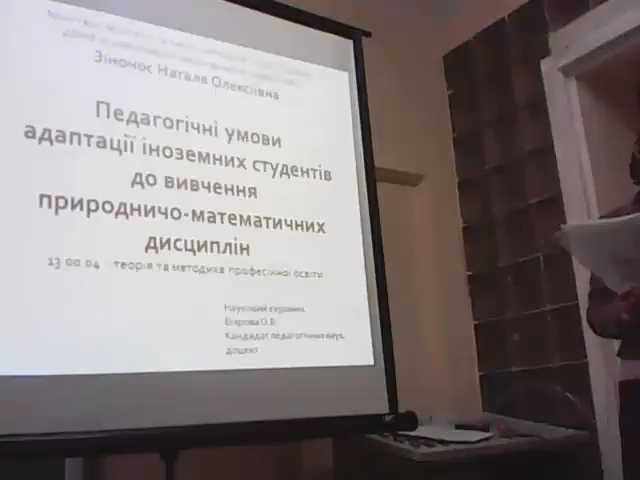 Зінонос Наталя Олексіївна
Педагогічні умови
адаптації іноземних студентів
до вивчення
природничо-математичних
дисциплін
13 00 04 теорія та методика професійної освіти
Науковий керівник
О.В.
Кандидат педагогічних наук,
доцент